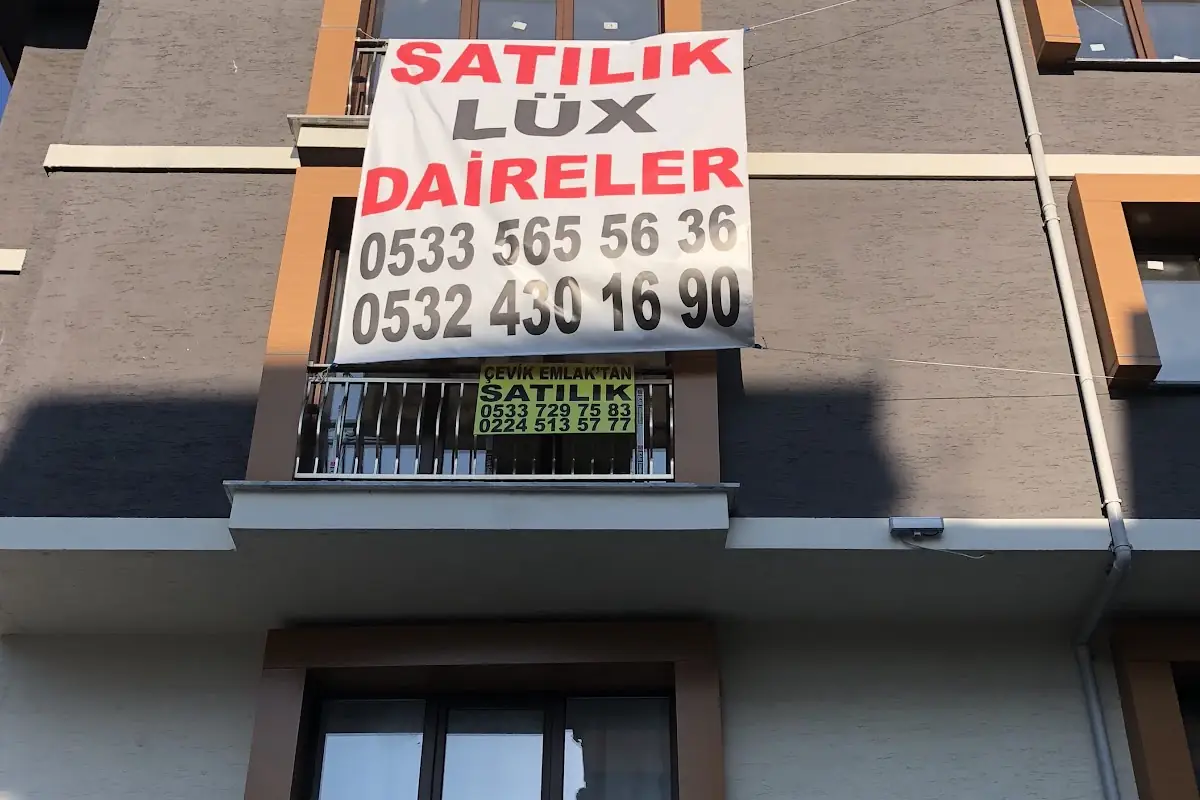 SATILIK
LÜX
DAİRELER
0533 565 56 36
0532 430 16 90
ÇEVİK EMLAK'TAN
SATILIK
0533 729 75 83
0224 513 57 77